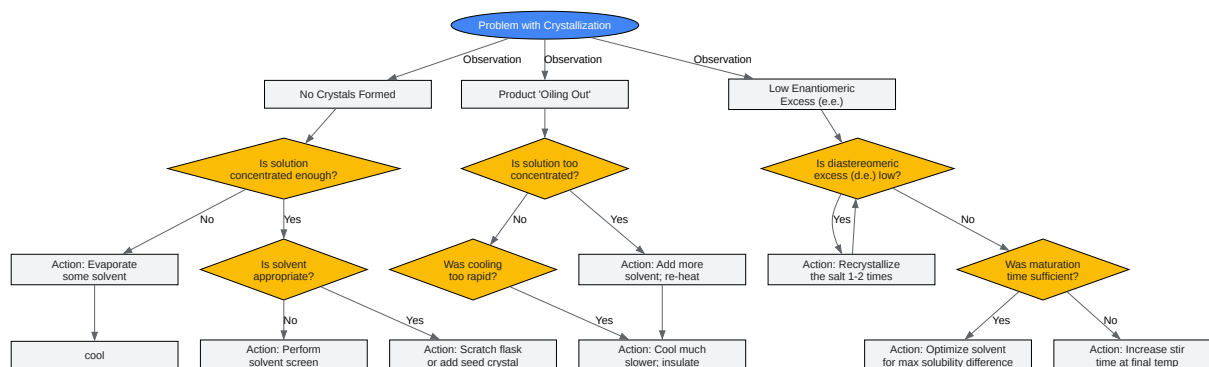 Problem with Crystallization
Observation
Observation
Observation
No Crystals Formed
Product 'Oiling Out'
Low Enantiomeric
Excess (e.e.)
Is solution
concentrated enough?
Is solution too
concentrated?
Is diastereomeric
excess (d.e.) low?
No
Yes
No
Yes
Yes
No
Action: Evaporate
some solvent
Is solvent
appropriate?
Was cooling
too rapid?
Action: Add more
solvent; re-heat
Action: Recrystallize
the salt 1-2 times
Was maturation
time sufficient?
No
Yes
Yes
Yes
No
cool
Action: Perform
solvent screen
Action: Scratch flask
or add seed crystal
Action: Cool much
slower; insulate
Action: Optimize solvent
for max solubility difference
Action: Increase stir
time at final temp